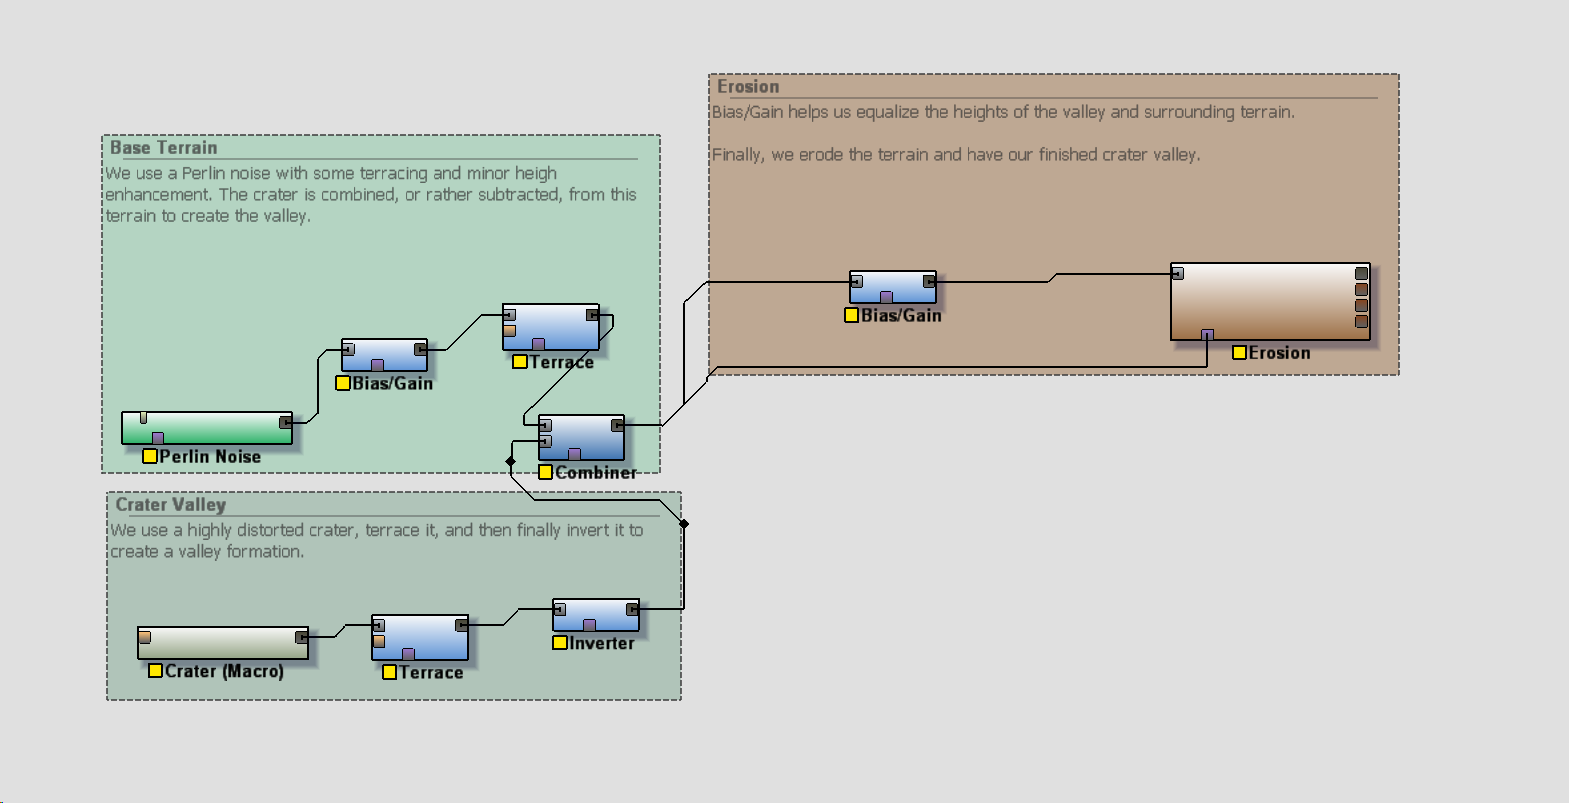 Erosion
Bias/Gain helps us equalize the heights of the valley and surrounding terrain.
Finally, we erode the terrain and have our finished crater valley.
Bias/Gain
Erosion
Base Terrain
We use a Perlin noise with some terracing and minor heigh
enhancement. The crater is combined, or rather subtracted, from this
terrain to create the valley.
Terrace
Bias/Gain
Perlin Noise
Combiner
Crater Valley
We use a highly distorted crater, terrace it, and then finally invert it to
create a valley formation.
Inverter
Crater (Macro)
Terrace